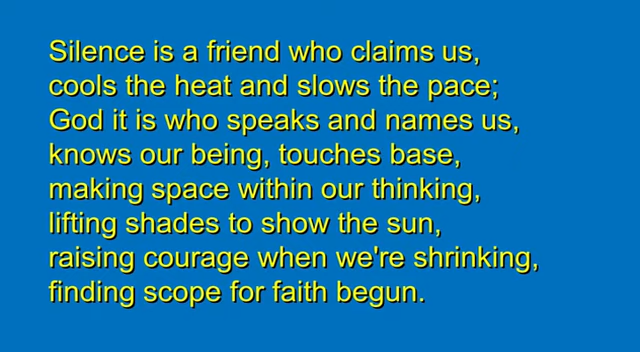 Silence is a friend who claims us,
cools the heat and slows the pace;
God it is who speaks and names us,
knows our being, touches base,
making space within our thinking,
lifting shades to show the sun,
raising courage when we're shrinking,
finding scope for faith begun.